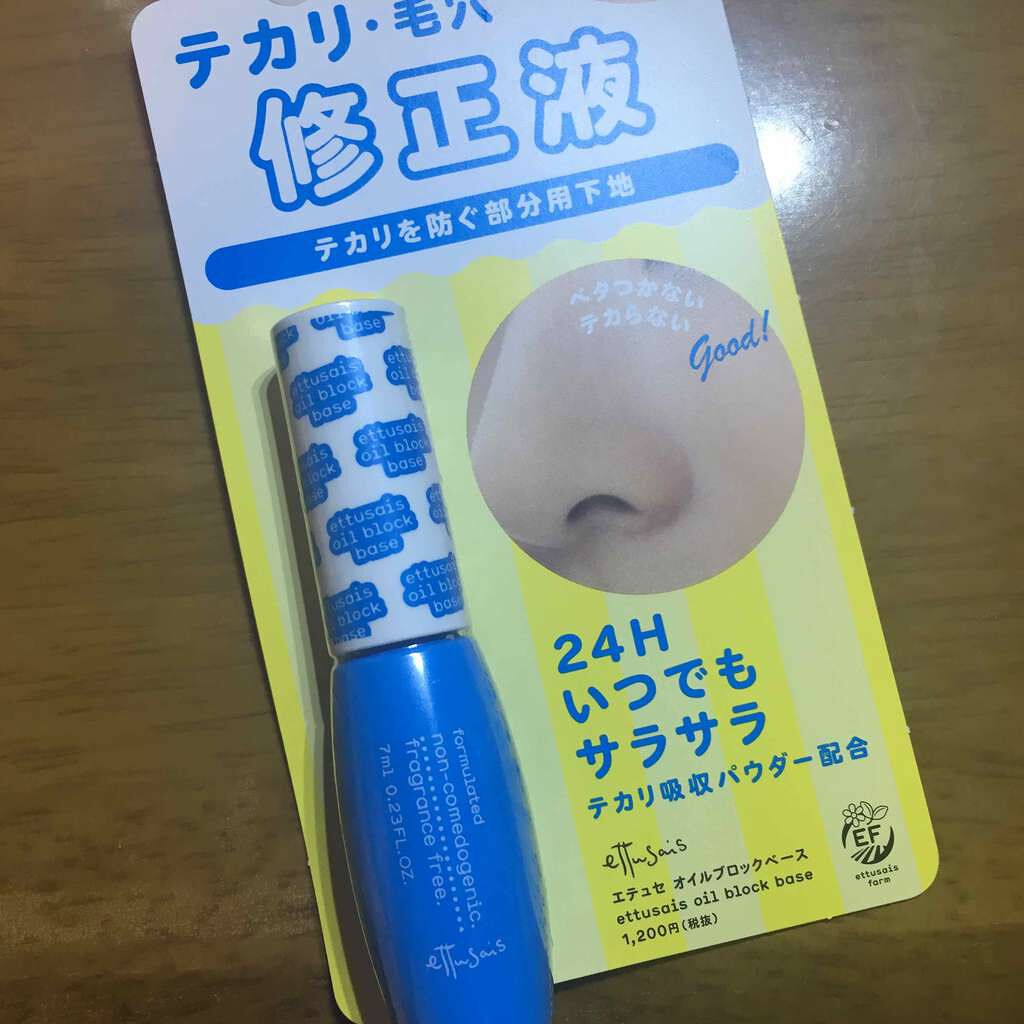 テカリ・毛穴
修正液
テカリを防ぐ部分用下地
ベタつかない
テカらない
Good!
24H
いつでも
サラサラ
テカリ吸収パウダー配合
ettusais
エテュセ オイルブロックベース
ettusais oil block base
1,200円(税抜)
EF
ettusais
farm
oil block
base
ettusais
oil block
base
ettusais
oil block
base
ettusais
oil block
base
formulated
non-comedogenic.
fragrance free.
7ml 0.23FL.OZ.
ettusais